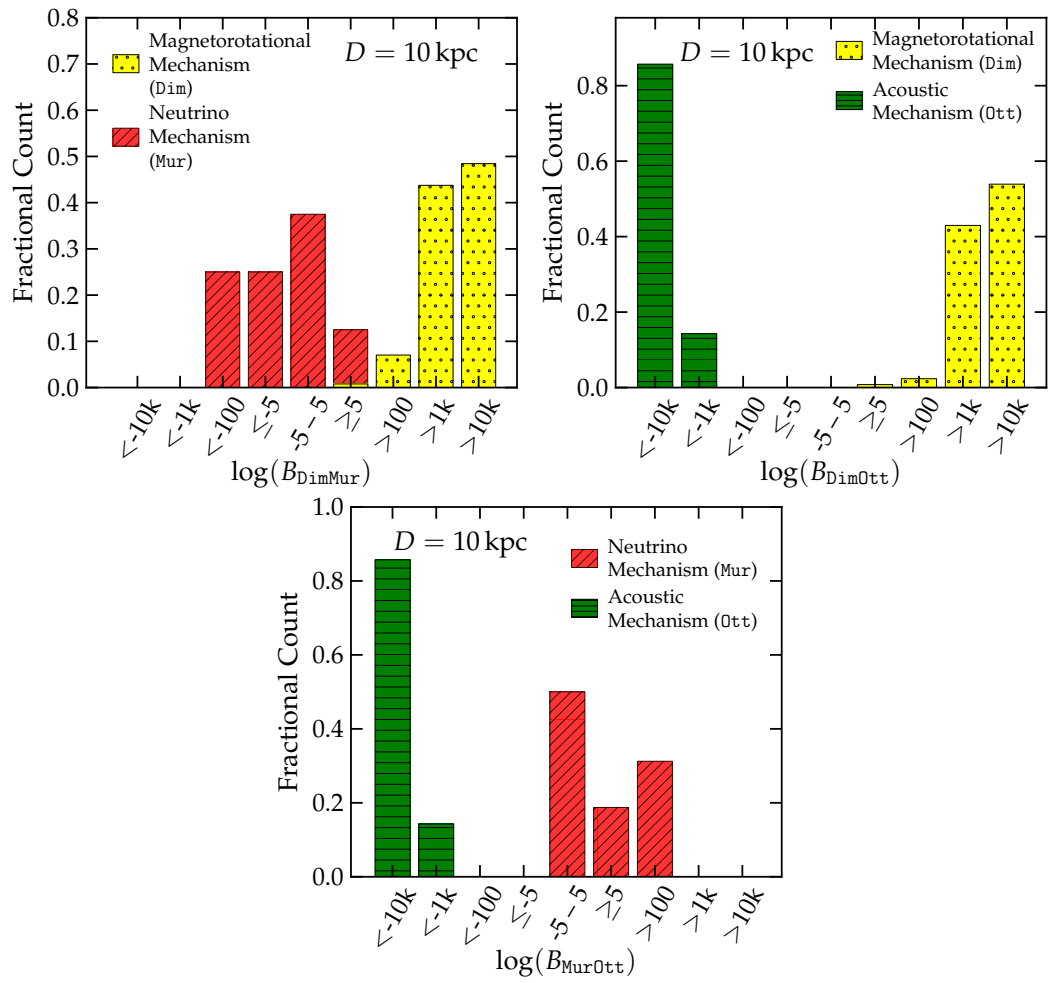 0.8
0.7
0.6
0.5
0.4
0.3
0.2
0.1
0.0
Fractional Count
Magnetorotational
Mechanism
(Dim)
Neutrino
Mechanism
(Mur)
D = 10 kpc
<-10k
<-1k
<-100
≤-5
-5 – 5
≥5
>100
>1k
>10k
log(B_DimMur)
0.8
0.6
0.4
0.2
0.0
Fractional Count
D = 10 kpc
Magnetorotational
Mechanism (Dim)
Acoustic
Mechanism (Ott)
<-10k
<-1k
<-100
≤-5
-5 – 5
≥5
>100
>1k
>10k
log(B_DimOtt)
1.0
0.8
0.6
0.4
0.2
0.0
Fractional Count
D = 10 kpc
Neutrino
Mechanism (Mur)
Acoustic
Mechanism (Ott)
<-10k
<-1k
<-100
≤-5
-5 – 5
≥5
>100
>1k
>10k
log(B_MurOtt)